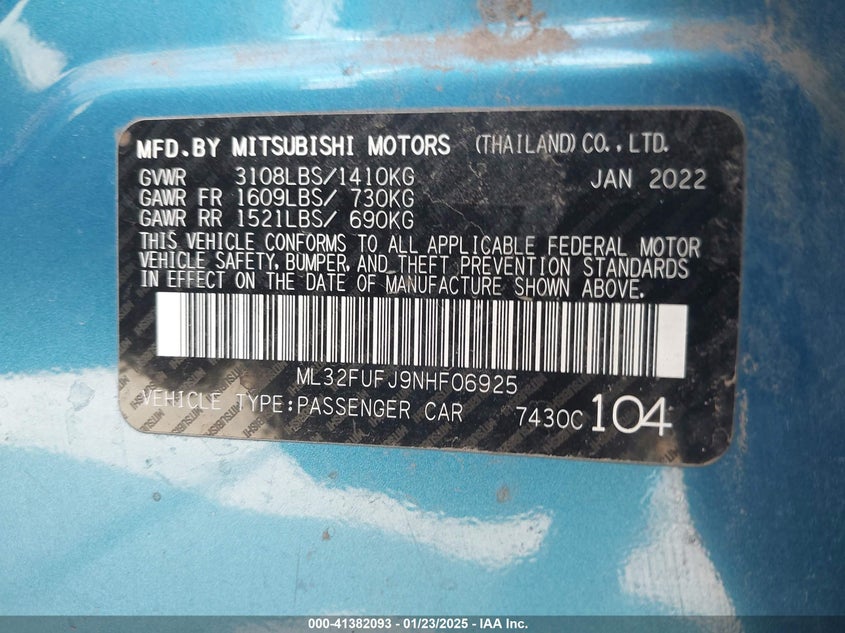 MFD.BY MITSUBISHI MOTORS (THAILAND) CO., LTD.
GVWR 3108LBS/1410KG JAN 2022
GAWR FR 1609LBS/ 730KG
GAWR RR 1521LBS/ 690KG
THIS VEHICLE CONFORMS TO ALL APPLICABLE FEDERAL MOTOR
VEHICLE SAFETY, BUMPER, AND THEFT PREVENTION STANDARDS
IN EFFECT ON THE DATE OF MANUFACTURE SHOWN ABOVE.
ML32FUFJ9NHF06925
VEHICLE TYPE:PASSENGER CAR 7430C 104
000-41382093 - 01/23/2025 - IAA Inc.